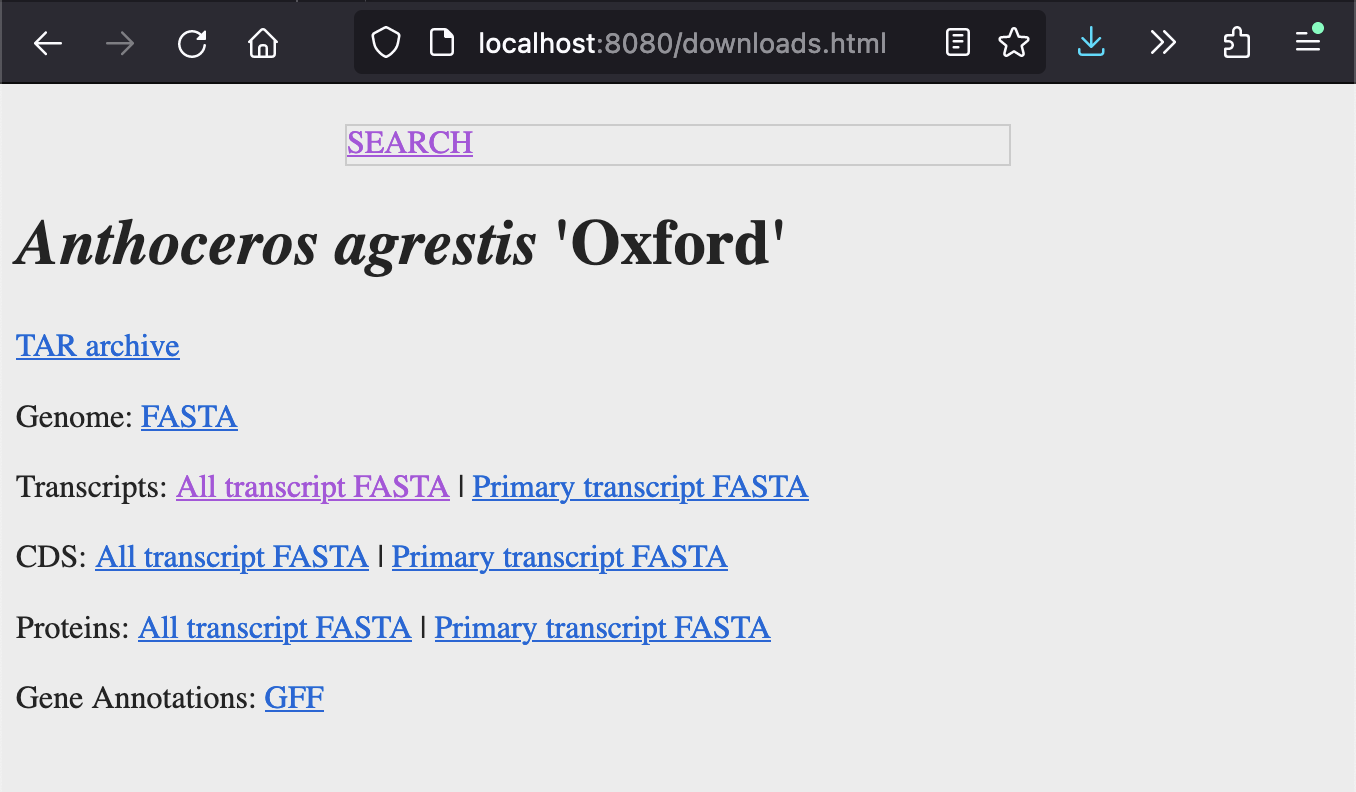 localhost:8080/downloads.html
SEARCH
Anthoceros agrestis 'Oxford'
TAR archive
Genome: FASTA
Transcripts: All transcript FASTA | Primary transcript FASTA
CDS: All transcript FASTA | Primary transcript FASTA
Proteins: All transcript FASTA | Primary transcript FASTA
Gene Annotations: GFF